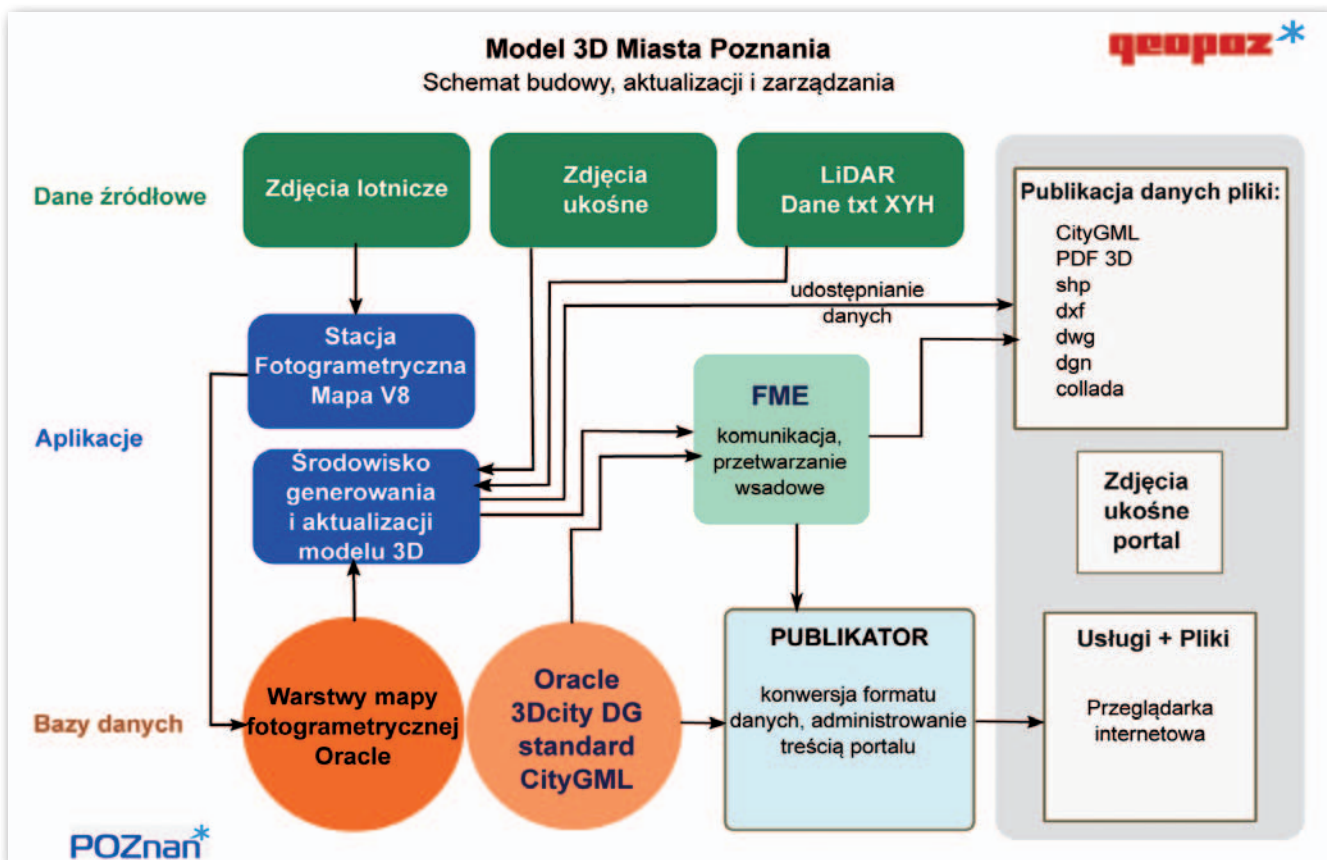 Model 3D Miasta Poznania
Schemat budowy, aktualizacji i zarządzania
geopoz
Dane źródłowe
Zdjęcia lotnicze
Zdjęcia
ukośne
LiDAR
Dane txt XYH
Publikacja danych pliki:
CityGML
PDF 3D
shp
dxf
dwg
dgn
collada
udostępnianie
danych
Aplikacje
Stacja
Fotogrametryczna
Mapa V8
Środowisko
generowania
i aktualizacji
modelu 3D
FME
komunikacja,
przetwarzanie
wsadowe
Zdjęcia
ukośne
portal
Bazy danych
Warstwy mapy
fotogrametrycznej
Oracle
Oracle
3Dcity DG
standard
CityGML
PUBLIKATOR
konwersja formatu
danych, administrowanie
treścią portalu
Usługi + Pliki
Przeglądarka
internetowa
POZnan